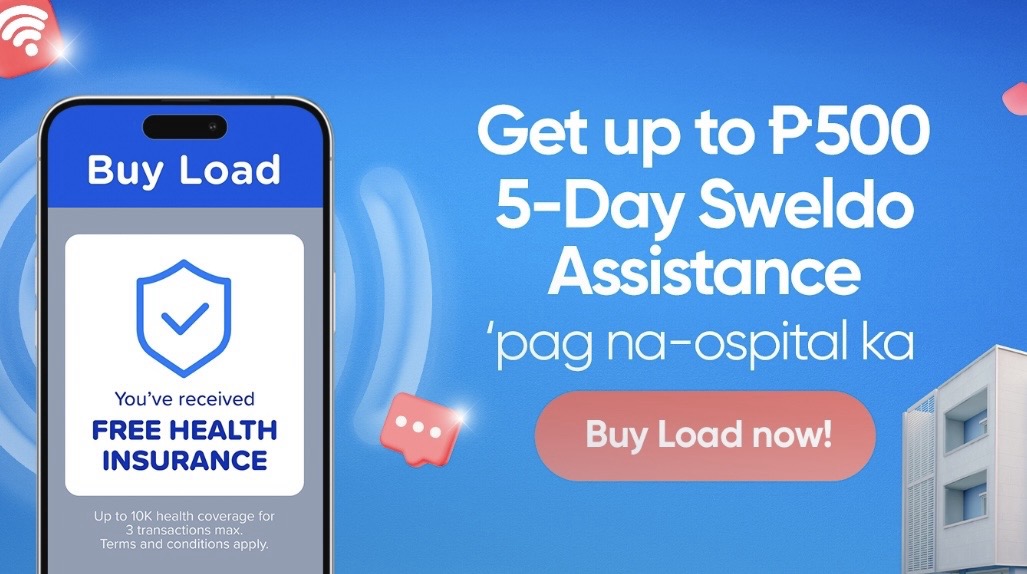 Buy Load
You've received
FREE HEALTH
INSURANCE
Up to 10K health coverage for
3 transactions max.
Terms and conditions apply.
Get up to ₱500
5-Day Sweldo
Assistance
‘pag na-ospital ka
Buy Load now!